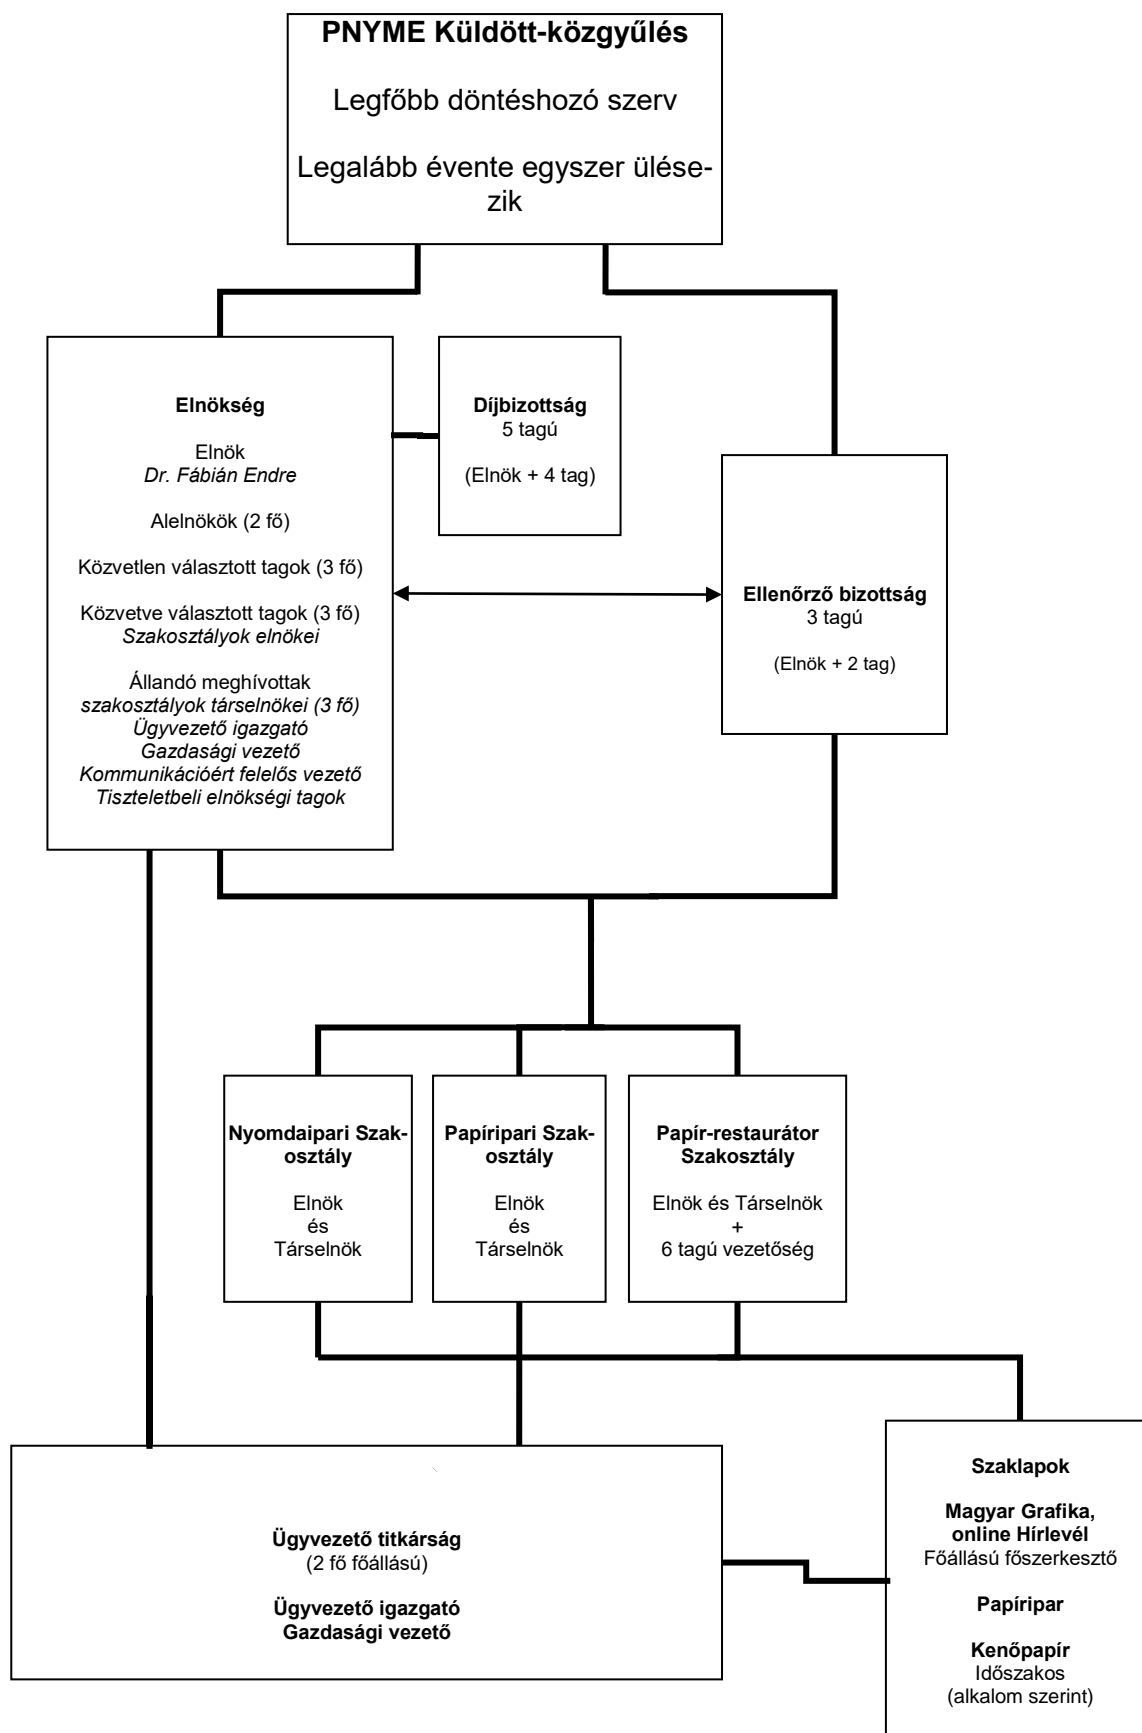 PNYME Küldött-közgyűlés
Legfőbb döntéshozó szerv
Legalább évente egyszer ülése-
zik
Elnökség
Elnök
Dr. Fábián Endre
Alelnökök (2 fő)
Közvetlen választott tagok (3 fő)
Közvetve választott tagok (3 fő)
Szakosztályok elnökei
Állandó meghívottak
szakosztályok társelnökei (3 fő)
Ügyvezető igazgató
Gazdasági vezető
Kommunikációért felelős vezető
Tiszteletbeli elnökségi tagok
Díjbizottság
5 tagú
(Elnök + 4 tag)
Ellenőrző bizottság
3 tagú
(Elnök + 2 tag)
Nyomdaipari Szak-
osztály
Elnök
és
Társelnök
Papíripari Szak-
osztály
Elnök
és
Társelnök
Papír-restaurátor
Szakosztály
Elnök és Társelnök
+
6 tagú vezetőség
Ügyvezető titkárság
(2 fő főállású)
Ügyvezető igazgató
Gazdasági vezető
Szaklapok
Magyar Grafika,
online Hírlevél
Főállású főszerkesztő
Papíripar
Kenőpapír
Időszakos
(alkalom szerint)